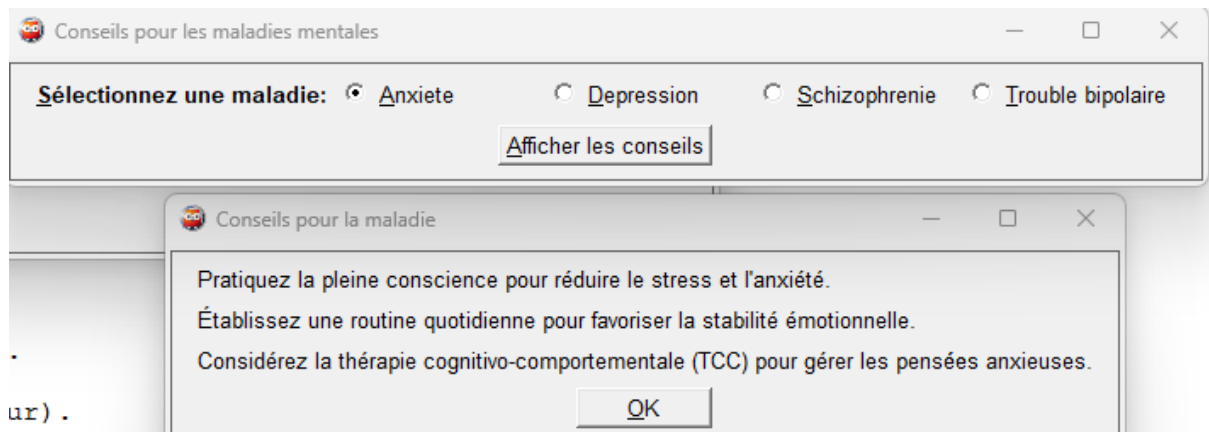 Conseils pour les maladies mentales
Sélectionnez une maladie: Anxiete Depression Schizophrenie Trouble bipolaire
Afficher les conseils
Conseils pour la maladie
Pratiquez la pleine conscience pour réduire le stress et l'anxiété.
Établissez une routine quotidienne pour favoriser la stabilité émotionnelle.
Considérez la thérapie cognitivo-comportementale (TCC) pour gérer les pensées anxieuses.
.
OK
ur).